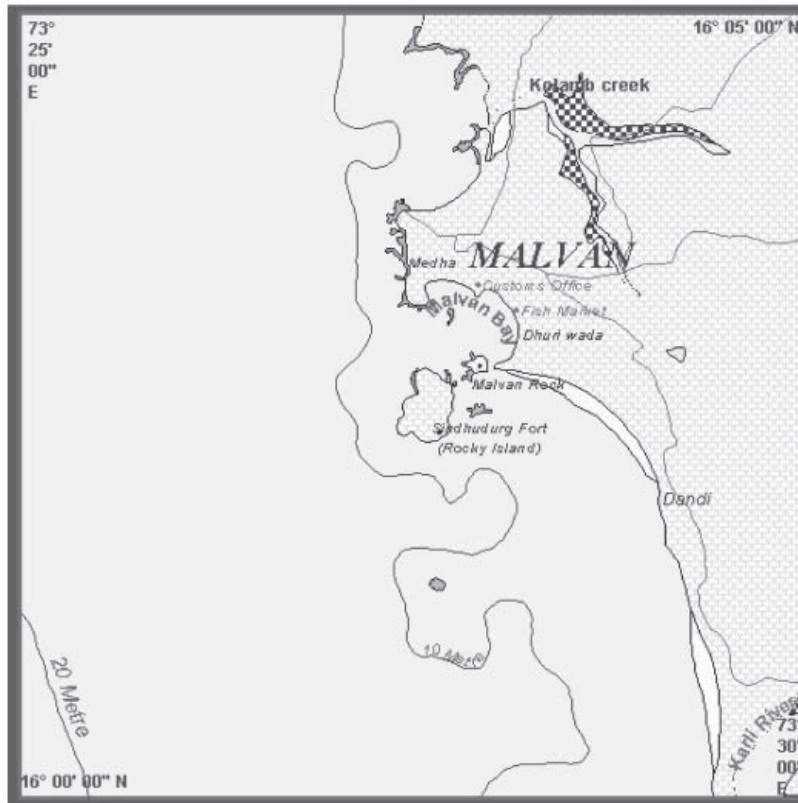 73°
25'
00"
E
16° 05' 00" N
Kolamb creek
MALVAN
Medha
Customs Office
Malvan Bay
Fish Market
Dhuri wada
Malvan Rock
Sindhudurg Fort
(Rocky Island)
Dandi
10 Metre
20 Metre
Karli River
73°
30'
00"
E
16° 00' 00" N